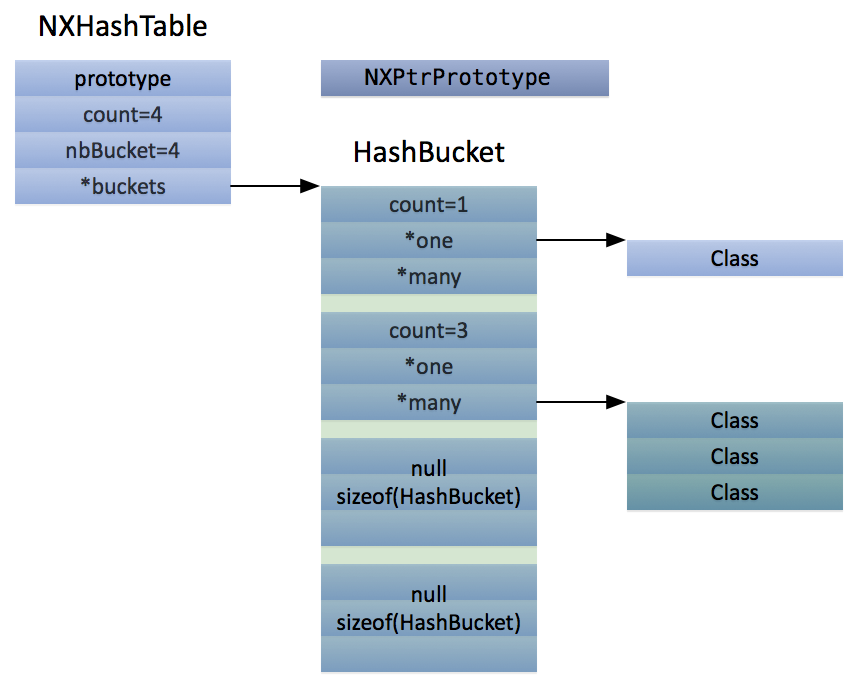 NXHashTable
prototype
count=4
nbBucket=4
*buckets
NXPtrPrototype
HashBucket
count=1
*one
*many
count=3
*one
*many
null
sizeof(HashBucket)
null
sizeof(HashBucket)
Class
Class
Class
Class